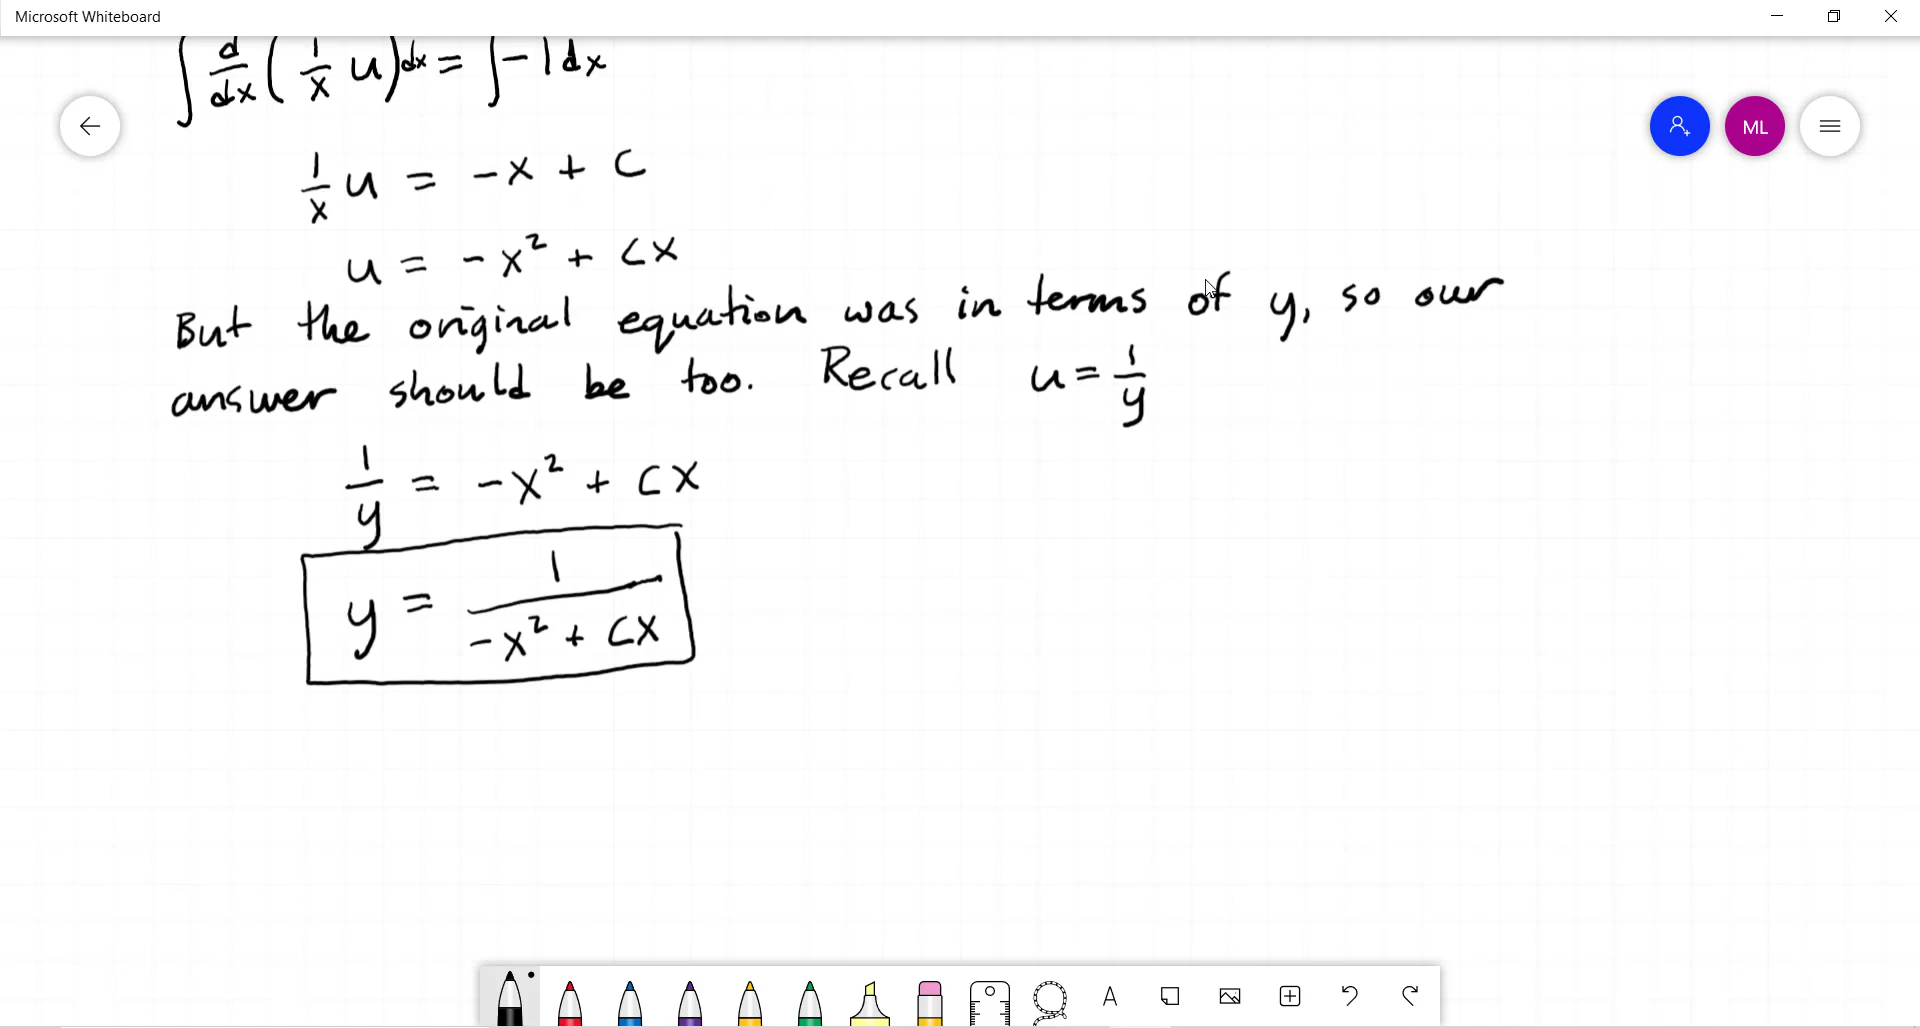 Microsoft Whiteboard
∫ d/dx (1/x u) dx = ∫ -1 dx
ML
1/x u = -x + C
u = -x² + Cx
But the original equation was in terms of y, so our
answer should be too. Recall u = 1/y
1/y = -x² + Cx
y = 1/(-x² + Cx)
A